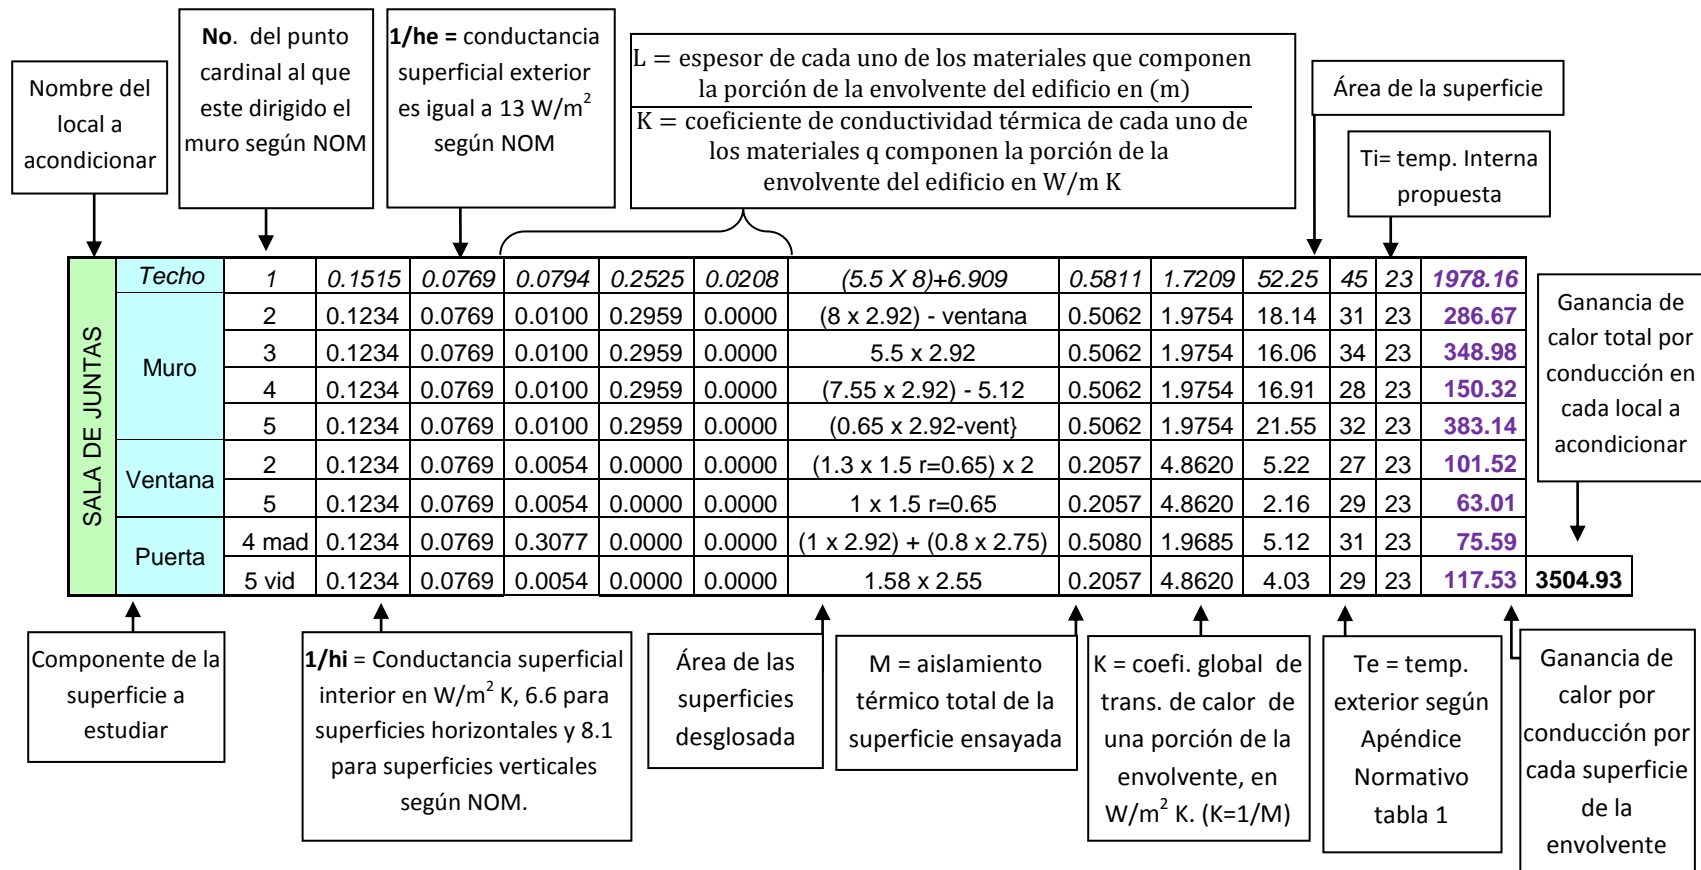 Nombre del
local a
acondicionar
No. del punto
cardinal al que
este dirigido el
muro según NOM
1/he = conductancia
superficial exterior
es igual a 13 W/m²
según NOM
L = espesor de cada uno de los materiales que componen
la porción de la envolvente del edificio en (m)
K = coeficiente de conductividad térmica de cada uno de
los materiales q componen la porción de la
envolvente del edificio en W/m K
Área de la superficie
Ti= temp. Interna
propuesta
SALA DE JUNTAS
Techo 1 0.1515 0.0769 0.0794 0.2525 0.0208 (5.5 X 8)+6.909 0.5811 1.7209 52.25 45 23 1978.16
Muro
2 0.1234 0.0769 0.0100 0.2959 0.0000 (8 x 2.92) - ventana 0.5062 1.9754 18.14 31 23 286.67
3 0.1234 0.0769 0.0100 0.2959 0.0000 5.5 x 2.92 0.5062 1.9754 16.06 34 23 348.98
4 0.1234 0.0769 0.0100 0.2959 0.0000 (7.55 x 2.92) - 5.12 0.5062 1.9754 16.91 28 23 150.32
5 0.1234 0.0769 0.0100 0.2959 0.0000 (0.65 x 2.92-vent} 0.5062 1.9754 21.55 32 23 383.14
Ventana
2 0.1234 0.0769 0.0054 0.0000 0.0000 (1.3 x 1.5 r=0.65) x 2 0.2057 4.8620 5.22 27 23 101.52
5 0.1234 0.0769 0.0054 0.0000 0.0000 1 x 1.5 r=0.65 0.2057 4.8620 2.16 29 23 63.01
Puerta
4 mad 0.1234 0.0769 0.3077 0.0000 0.0000 (1 x 2.92) + (0.8 x 2.75) 0.5080 1.9685 5.12 31 23 75.59
5 vid 0.1234 0.0769 0.0054 0.0000 0.0000 1.58 x 2.55 0.2057 4.8620 4.03 29 23 117.53 3504.93
Ganancia de
calor total por
conducción en
cada local a
acondicionar
Componente de la
superficie a
estudiar
1/hi = Conductancia superficial
interior en W/m² K, 6.6 para
superficies horizontales y 8.1
para superficies verticales
según NOM.
Área de las
superficies
desglosada
M = aislamiento
térmico total de la
superficie ensayada
K = coefi. global de
trans. de calor de
una porción de la
envolvente, en
W/m² K. (K=1/M)
Te = temp.
exterior según
Apéndice
Normativo
tabla 1
Ganancia de
calor por
conducción por
cada superficie
de la
envolvente